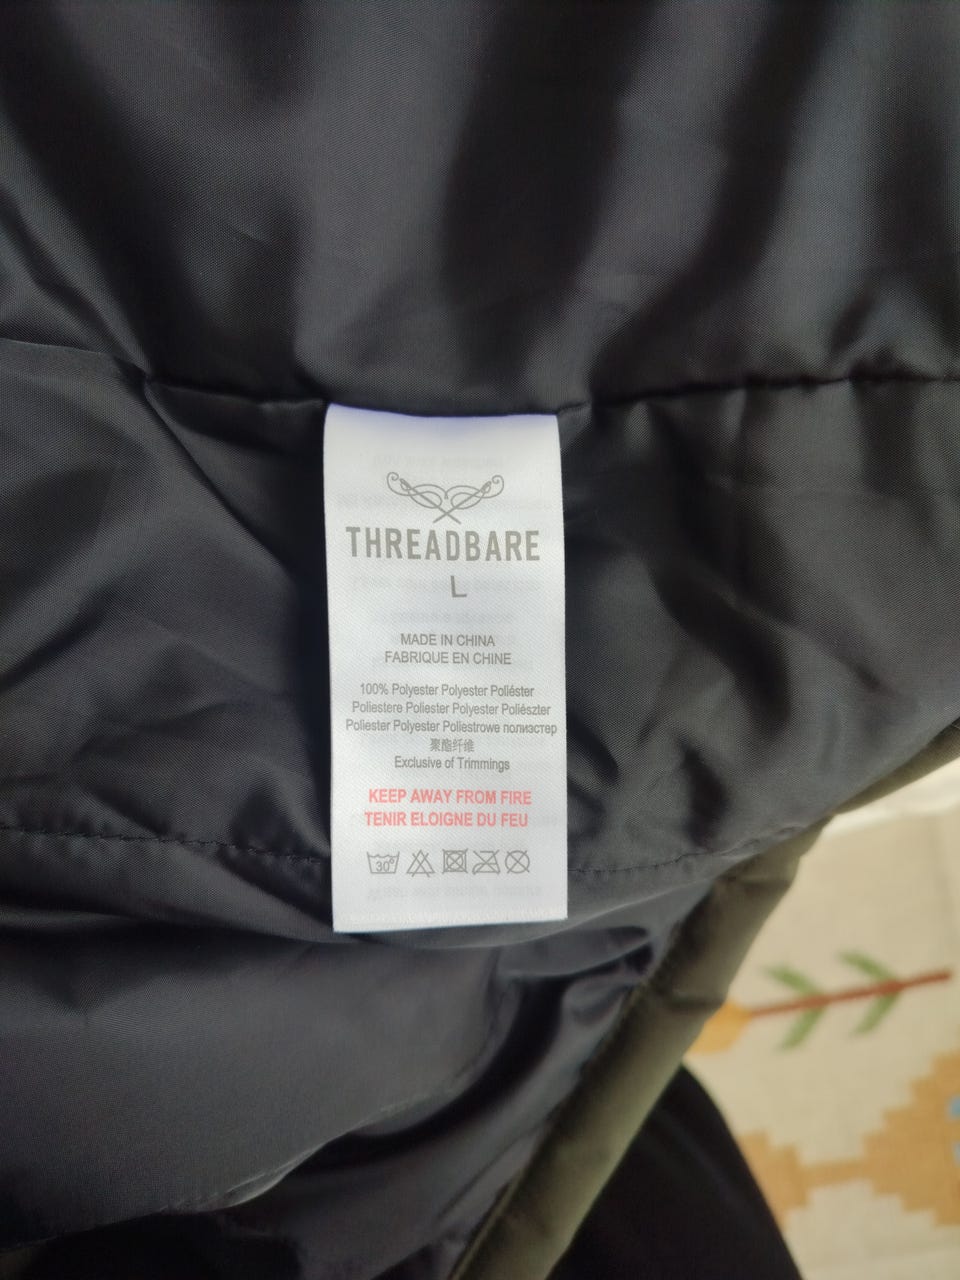 THREADBARE
L
MADE IN CHINA
FABRIQUE EN CHINE
100% Polyester Polyester Poliéster
Poliestere Poliester Polyester Poliészter
Poliester Polyester Poliestrowe полиэстер
聚酯纤维
Exclusive of Trimmings
KEEP AWAY FROM FIRE
TENIR ELOIGNE DU FEU
30°